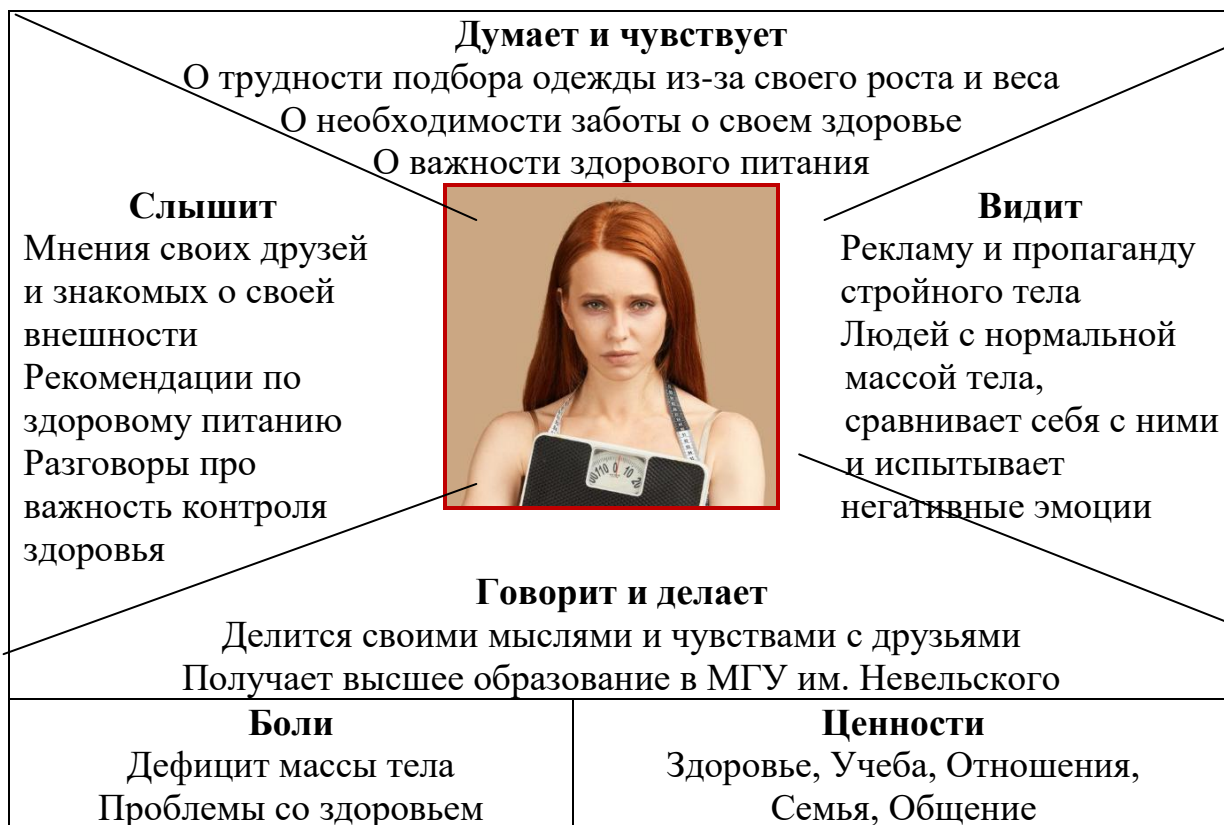 Думает и чувствует
О трудности подбора одежды из-за своего роста и веса
О необходимости заботы о своем здоровье
О важности здорового питания
Слышит
Мнения своих друзей
и знакомых о своей
внешности
Рекомендации по
здоровому питанию
Разговоры про
важность контроля
здоровья
Видит
Рекламу и пропаганду
стройного тела
Людей с нормальной
массой тела,
сравнивает себя с ними
и испытывает
негативные эмоции
Говорит и делает
Делится своими мыслями и чувствами с друзьями
Получает высшее образование в МГУ им. Невельского
Боли
Дефицит массы тела
Проблемы со здоровьем
Ценности
Здоровье, Учеба, Отношения,
Семья, Общение